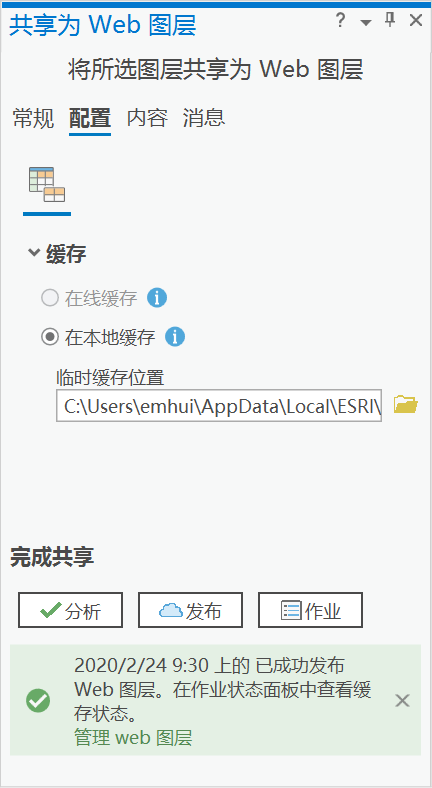 共享为 Web 图层
将所选图层共享为 Web 图层
常规 配置 内容 消息
缓存
在线缓存
在本地缓存
临时缓存位置
C:\Users\emhui\AppData\Local\ESRI\
完成共享
分析 发布 作业
2020/2/24 9:30 上的 已成功发布
Web 图层。在作业状态面板中查看缓
存状态。
管理 web 图层